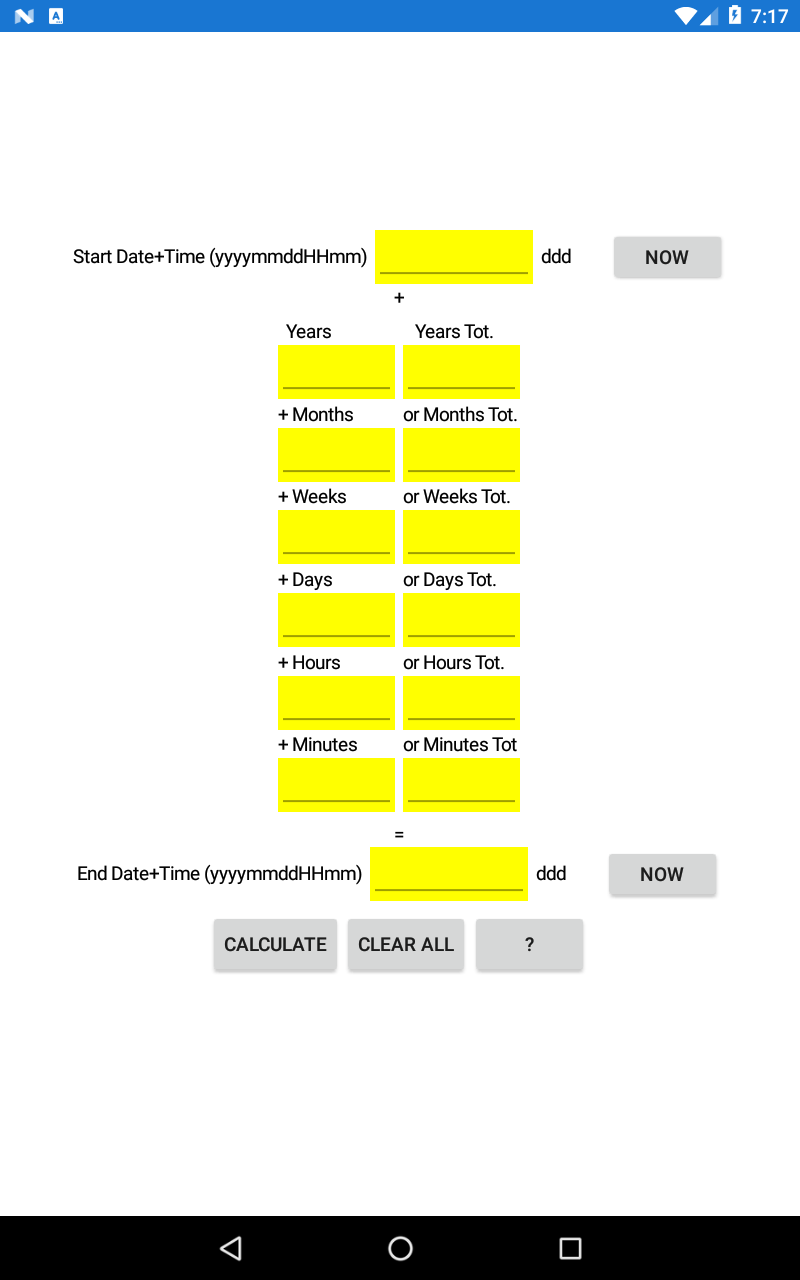 7:17
Start Date+Time (yyyymmddHHmm) ddd NOW
+
Years Years Tot.
+ Months or Months Tot.
+ Weeks or Weeks Tot.
+ Days or Days Tot.
+ Hours or Hours Tot.
+ Minutes or Minutes Tot
=
End Date+Time (yyyymmddHHmm) ddd NOW
CALCULATE CLEAR ALL ?